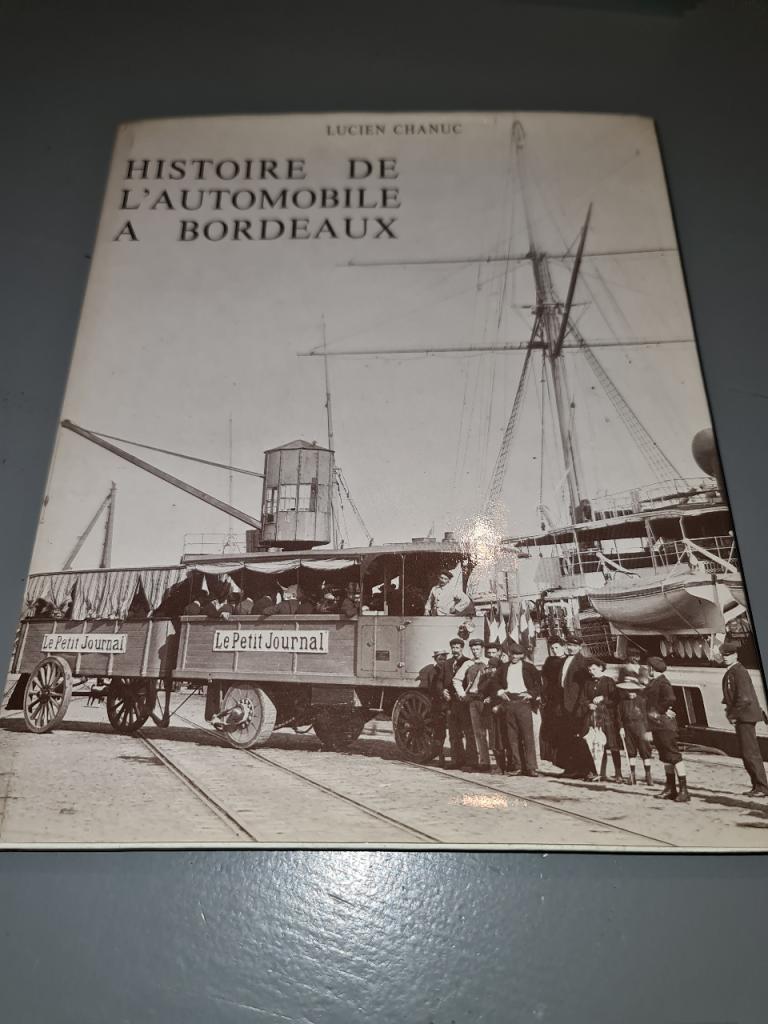 LUCIEN CHANUC
HISTOIRE DE
L'AUTOMOBILE
A BORDEAUX
Le Petit Journal
Le Petit Journal